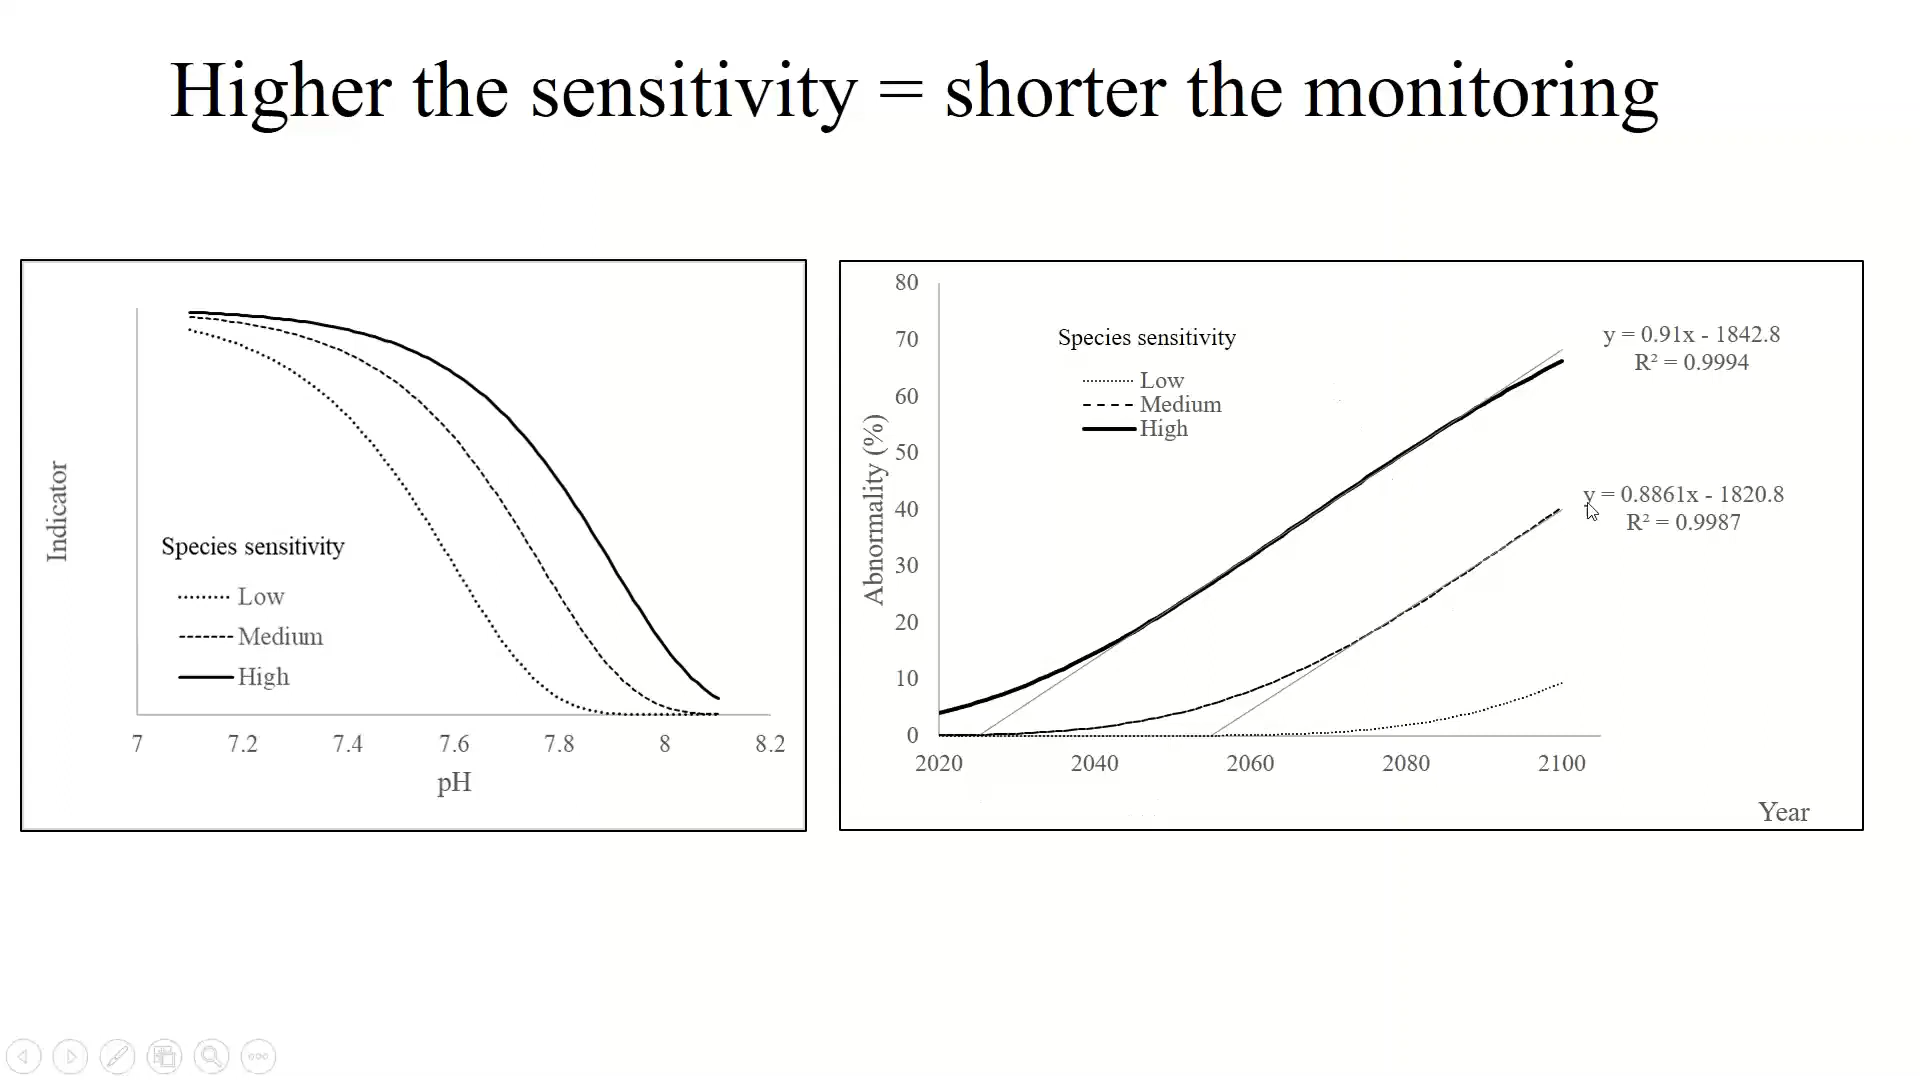 Higher the sensitivity = shorter the monitoring
Indicator
Species sensitivity
Low
Medium
High
7 7.2 7.4 7.6 7.8 8 8.2
pH
80
70
60
50
40
30
20
10
0
Abnormality (%)
Species sensitivity
Low
Medium
High
y = 0.91x - 1842.8
R² = 0.9994
y = 0.8861x - 1820.8
R² = 0.9987
2020 2040 2060 2080 2100
Year